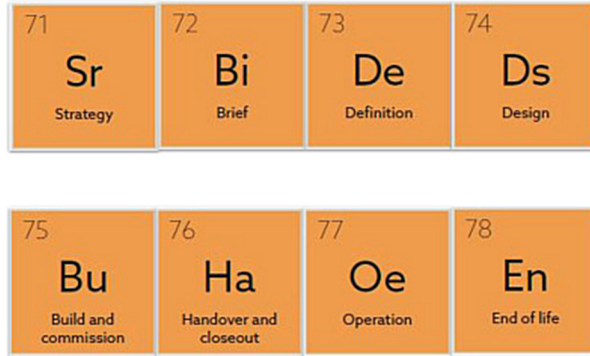 71 72 73 74
Sr Bi De Ds
Strategy Brief Definition Design
75 76 77 78
Bu Ha Oe En
Build and Handover and Operation End of life
commission closeout